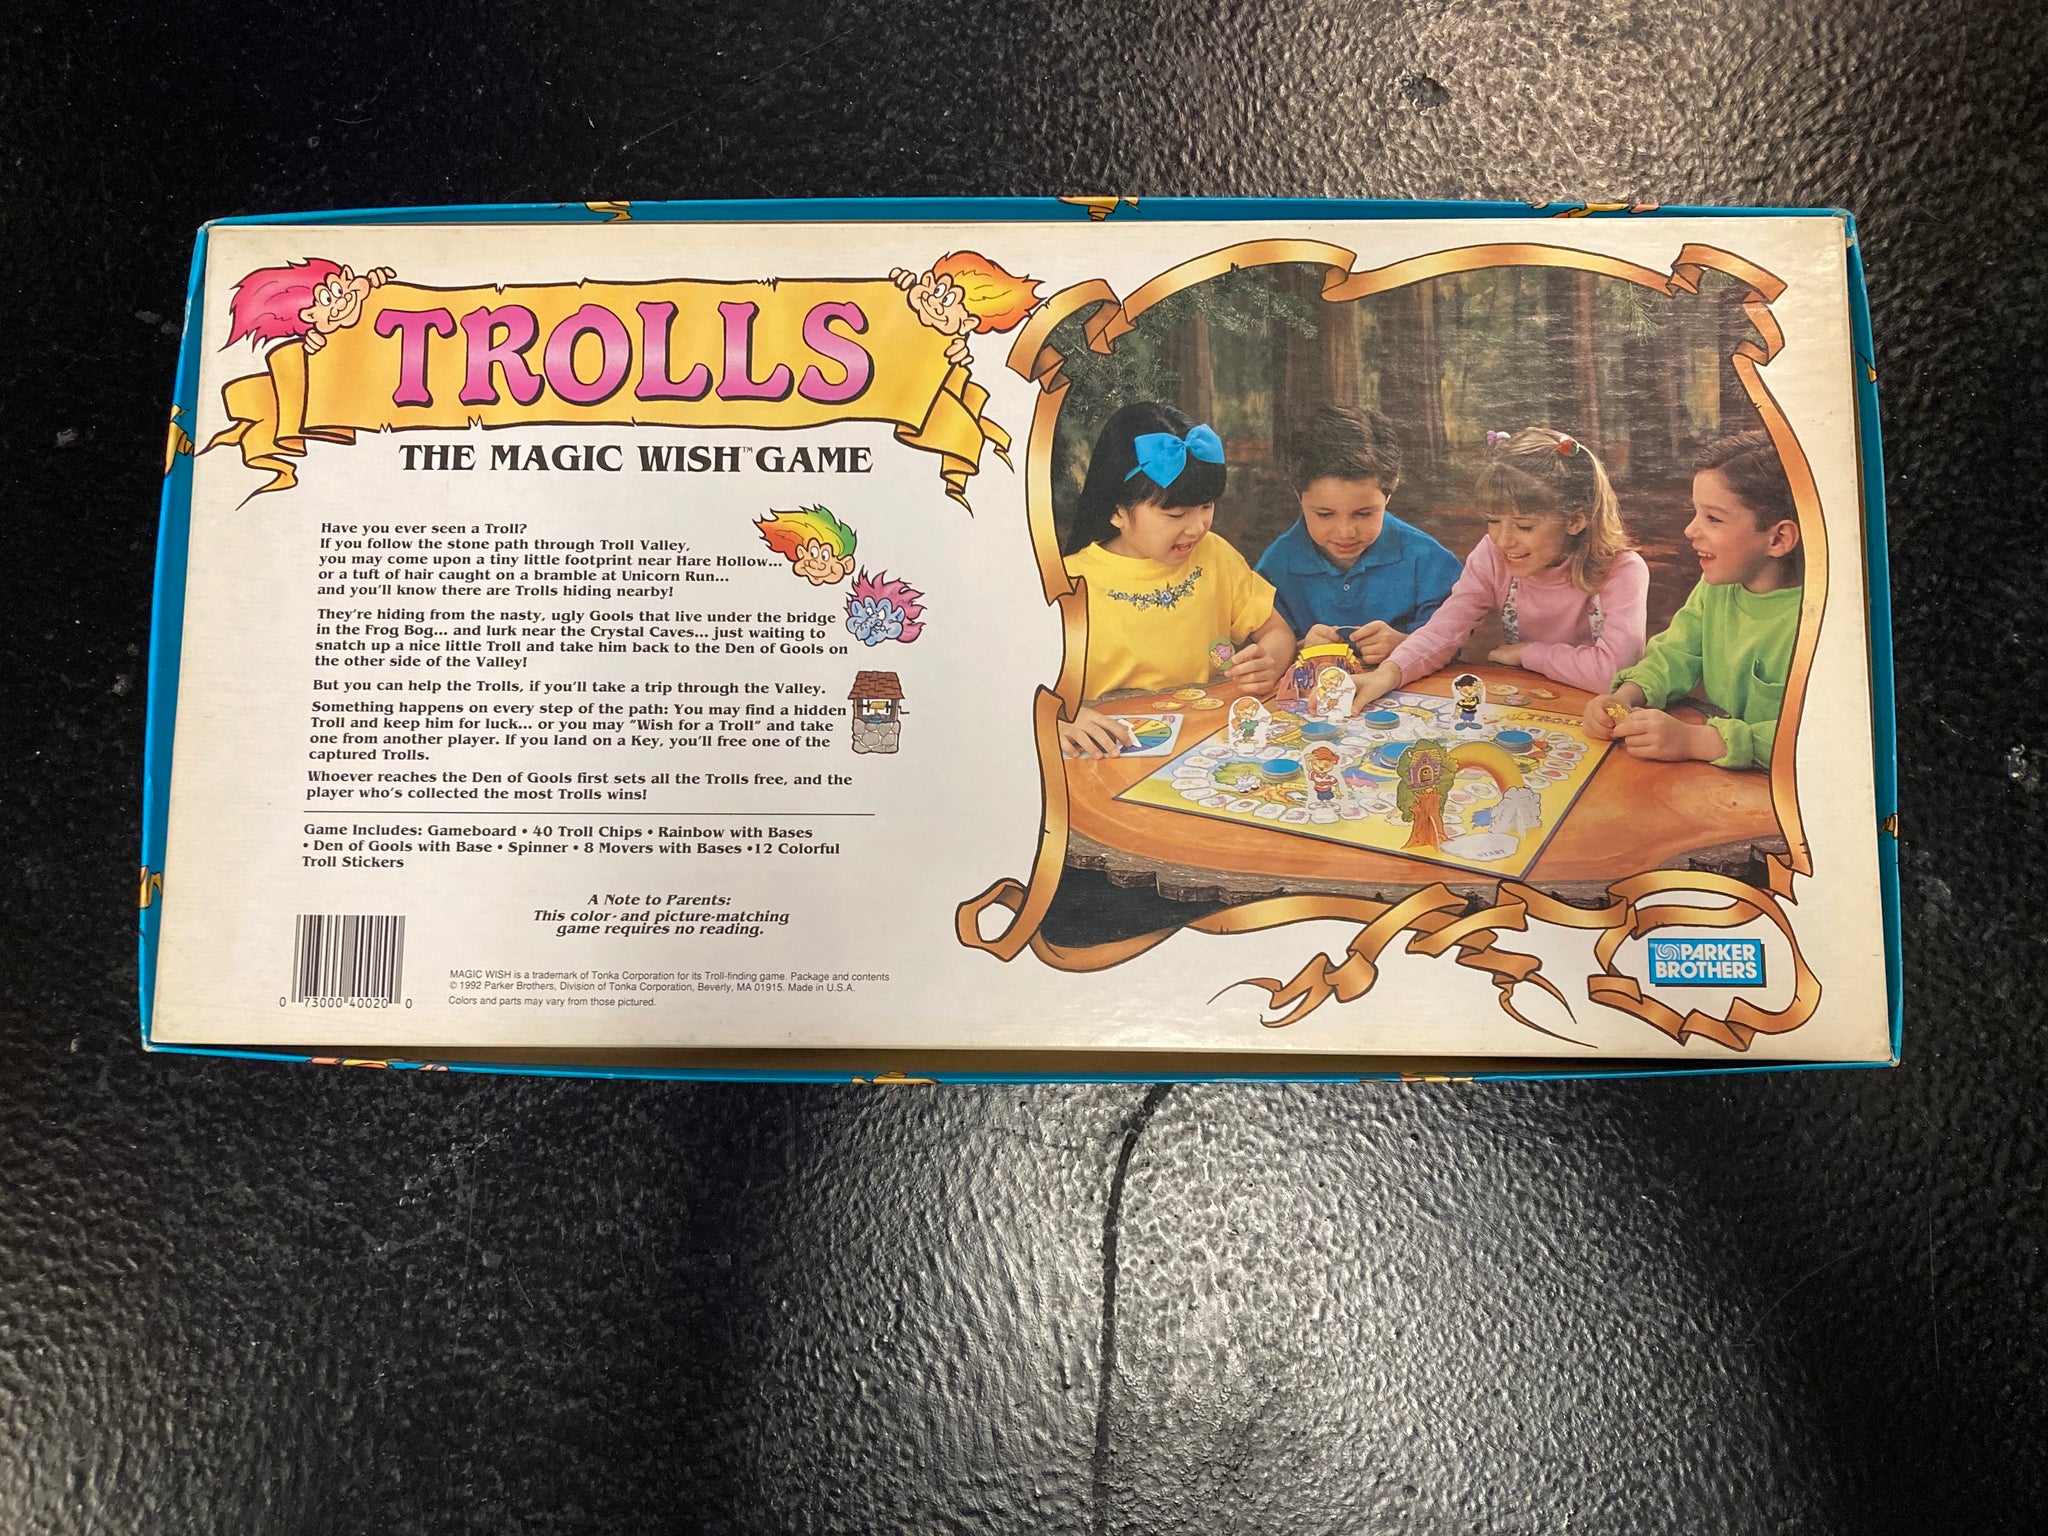 TROLLS
THE MAGIC WISH™ GAME
Have you ever seen a Troll?
If you follow the stone path through Troll Valley,
you may come upon a tiny little footprint near Hare Hollow...
or a tuft of hair caught on a bramble at Unicorn Run...
and you'll know there are Trolls hiding nearby!
They're hiding from the nasty, ugly Gools that live under the bridge
in the Frog Bog... and lurk near the Crystal Caves... just waiting to
snatch up a nice little Troll and take him back to the Den of Gools on
the other side of the Valley!
But you can help the Trolls, if you'll take a trip through the Valley.
Something happens on every step of the path: You may find a hidden
Troll and keep him for luck... or you may "Wish for a Troll" and take
one from another player. If you land on a Key, you'll free one of the
captured Trolls.
Whoever reaches the Den of Gools first sets all the Trolls free, and the
player who's collected the most Trolls wins!
Game Includes: Gameboard • 40 Troll Chips • Rainbow with Bases
• Den of Gools with Base • Spinner • 8 Movers with Bases •12 Colorful
Troll Stickers
A Note to Parents:
This color- and picture-matching
game requires no reading.
0 73000 40020 0
MAGIC WISH is a trademark of Tonka Corporation for its Troll-finding game. Package and contents
© 1992 Parker Brothers, Division of Tonka Corporation, Beverly, MA 01915. Made in U.S.A.
Colors and parts may vary from those pictured.
TROLL
START
PARKER
BROTHERS